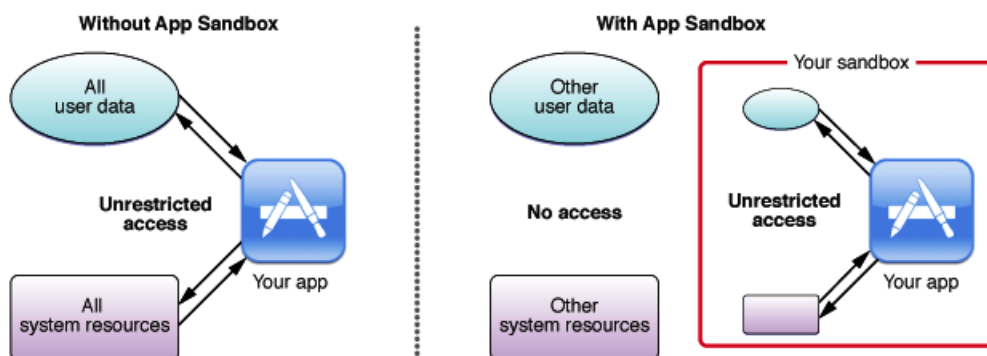 Without App Sandbox
All
user data
Unrestricted
access
Your app
All
system resources
With App Sandbox
Other
user data
No access
Other
system resources
Your sandbox
Unrestricted
access
Your app